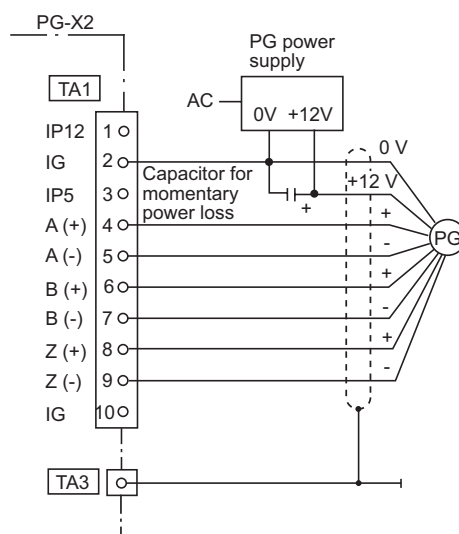 PG-X2
PG power
supply
TA1
AC
0V +12V
IP12 1
0 V
IG 2
Capacitor for
momentary
power loss
+12 V
+
IP5 3
A (+) 4
+
PG
A (-) 5
-
B (+) 6
+
B (-) 7
-
Z (+) 8
+
Z (-) 9
-
IG 10
TA3